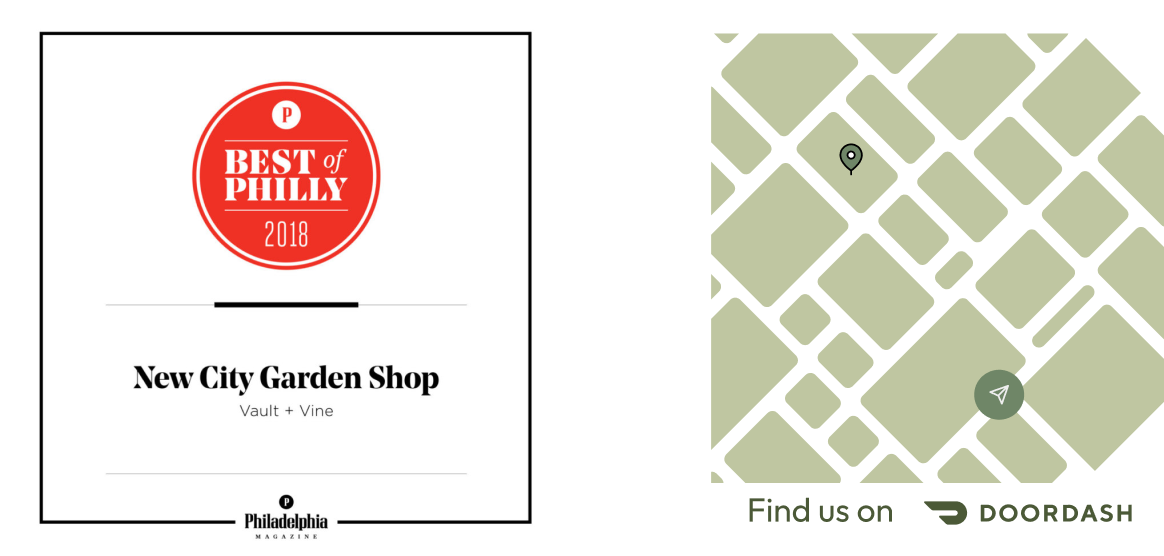 P
BEST of
PHILLY
2018
New City Garden Shop
Vault + Vine
P
Philadelphia
MAGAZINE
Find us on DOORDASH